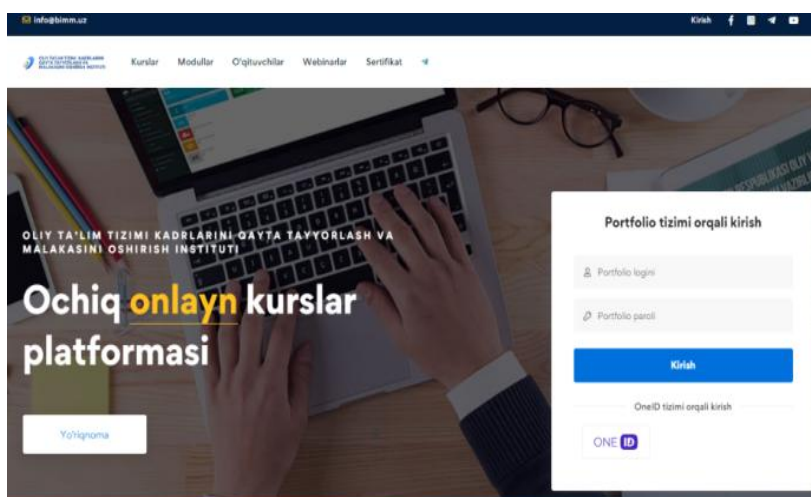 info@bimm.uz
Kirish
Kurslar Modullar O'qituvchilar Webinarlar Sertifikat
OLIY TA'LIM TIZIMI KADRLARINI QAYTA TAYYORLASH VA
MALAKASINI OSHIRISH INSTITUTI
Ochiq onlayn kurslar
platformasi
Yo'riqnoma
Portfolio tizimi orqali kirish
Portfolio logini
Portfolio paroli
Kirish
OneID tizimi orqali kirish
ONE ID